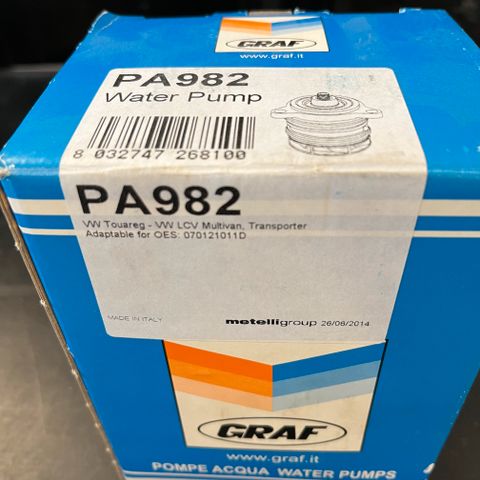 GRAF
www.graf.it
PA982
Water Pump
8 032747 268100
PA982
VW Touareg - VW LCV Multivan, Transporter
Adaptable for OES: 070121011D
MADE IN ITALY
metelligroup 26/06/2014
GRAF
www.graf.it
POMPE ACQUA WATER PUMPS